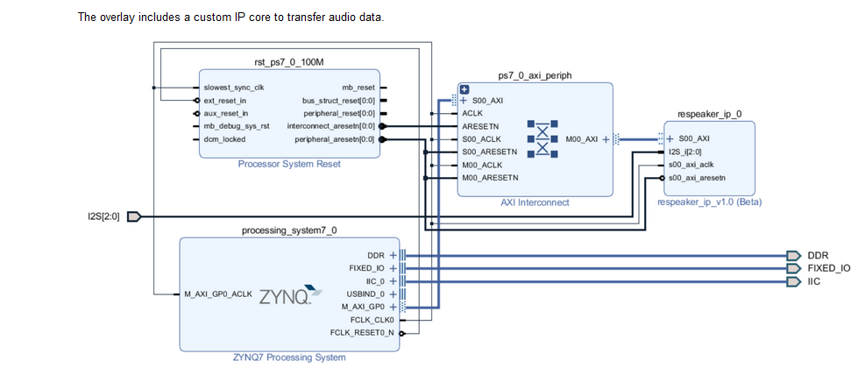 The overlay includes a custom IP core to transfer audio data.
rst_ps7_0_100M
slowest_sync_clk
ext_reset_in
aux_reset_in
mb_debug_sys_rst
dcm_locked
mb_reset
bus_struct_reset[0:0]
peripheral_reset[0:0]
interconnect_aresetn[0:0]
peripheral_aresetn[0:0]
Processor System Reset
ps7_0_axi_periph
S00_AXI
ACLK
ARESETN
S00_ACLK
S00_ARESETN
M00_ACLK
M00_ARESETN
M00_AXI
AXI Interconnect
respeaker_ip_0
S00_AXI
I2S_i[2:0]
s00_axi_aclk
s00_axi_aresetn
respeaker_ip_v1.0 (Beta)
I2S[2:0]
processing_system7_0
M_AXI_GP0_ACLK
ZYNQ
DDR
FIXED_IO
IIC_0
USBIND_0
M_AXI_GP0
FCLK_CLK0
FCLK_RESET0_N
ZYNQ7 Processing System
DDR
FIXED_IO
IIC